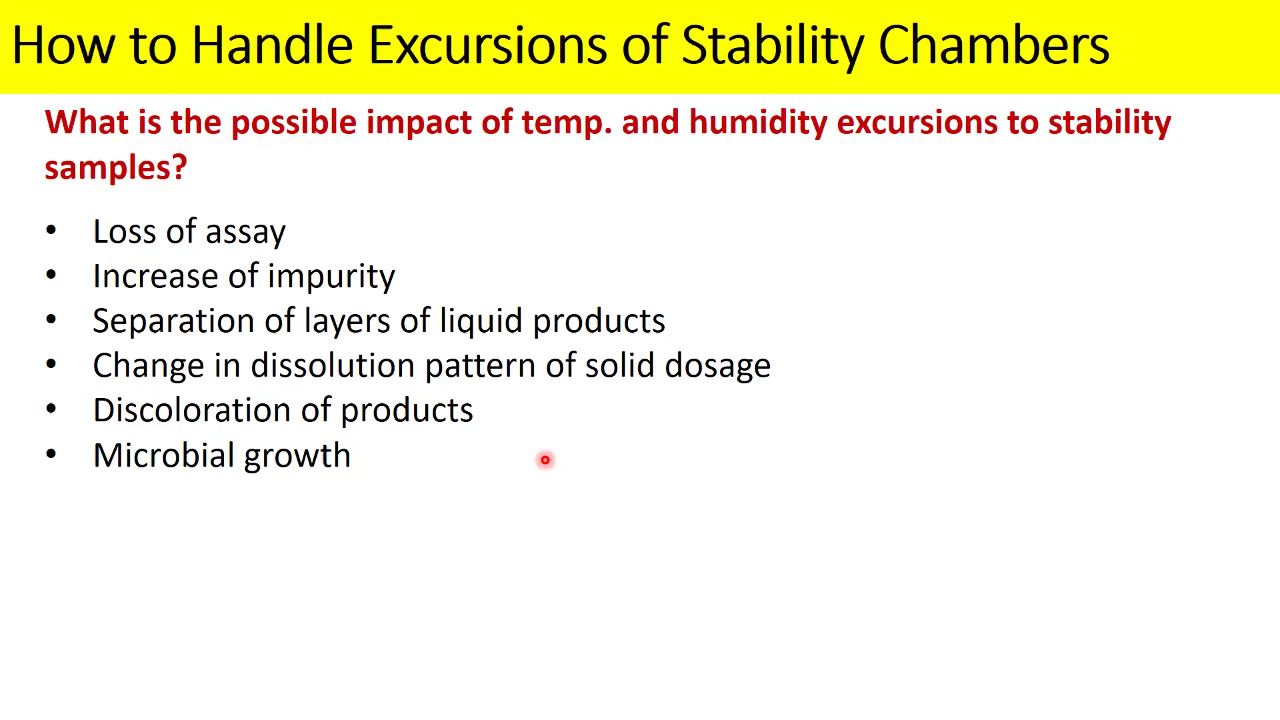 How to Handle Excursions of Stability Chambers
What is the possible impact of temp. and humidity excursions to stability
samples?
• Loss of assay
• Increase of impurity
• Separation of layers of liquid products
• Change in dissolution pattern of solid dosage
• Discoloration of products
• Microbial growth